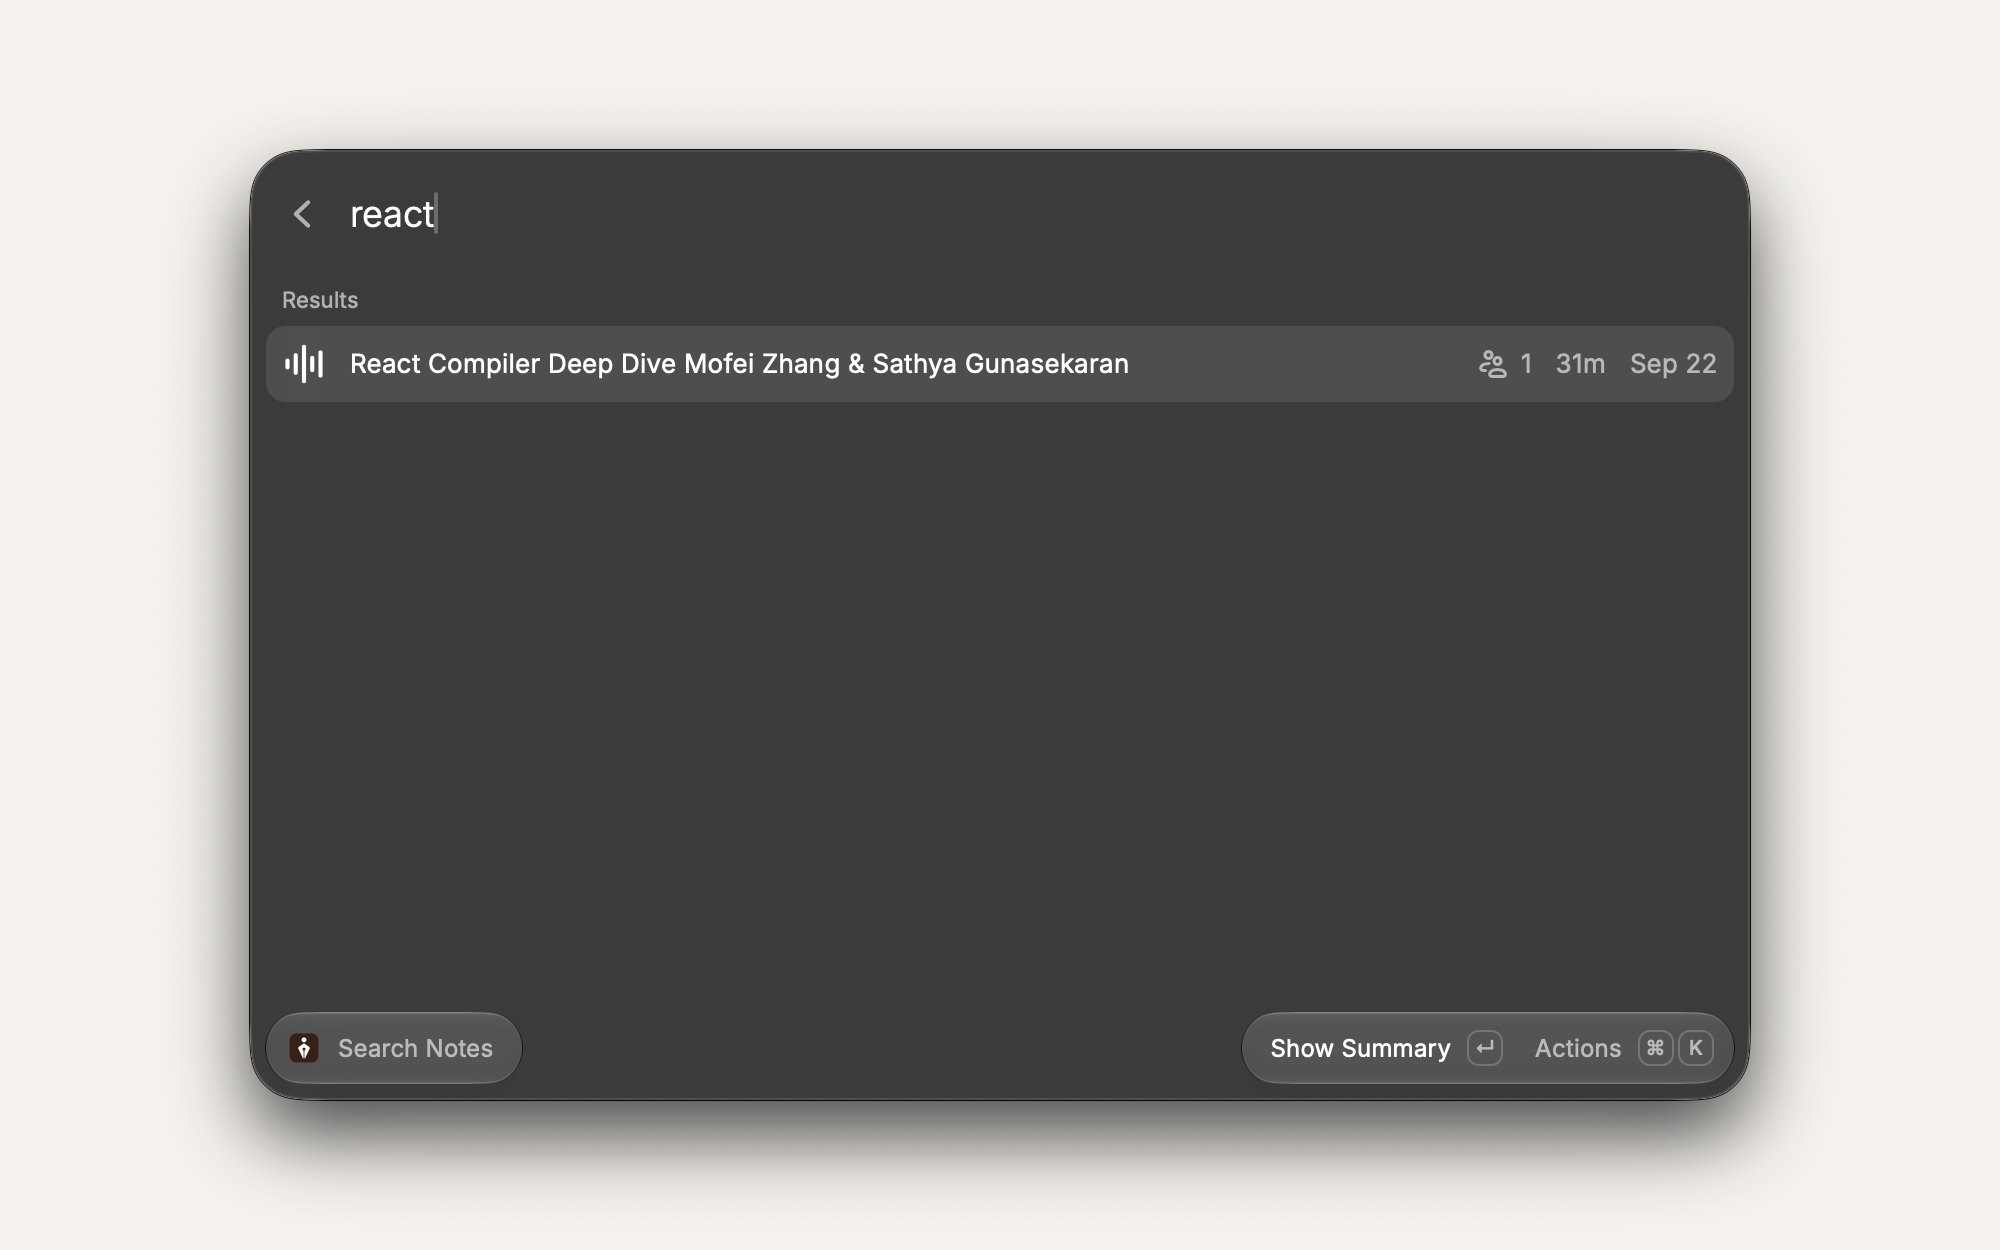 react
Results
React Compiler Deep Dive Mofei Zhang & Sathya Gunasekaran 1 31m Sep 22
Search Notes Show Summary ↵ Actions ⌘ K